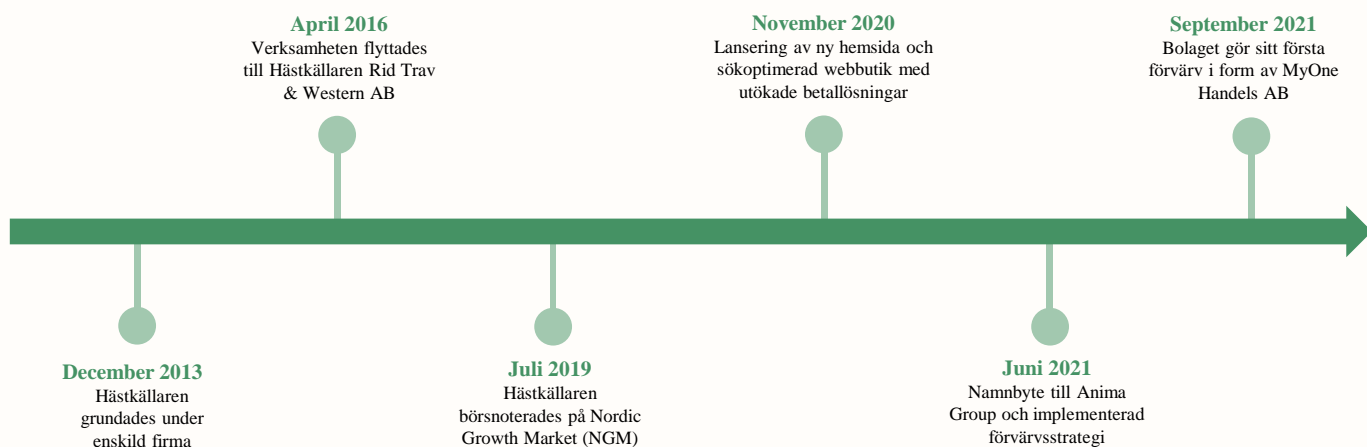 April 2016
Verksamheten flyttades
till Hästkällaren Rid Trav
& Western AB
November 2020
Lansering av ny hemsida och
sökoptimerad webbutik med
utökade betallösningar
September 2021
Bolaget gör sitt första
förvärv i form av MyOne
Handels AB
December 2013
Hästkällaren
grundades under
enskild firma
Juli 2019
Hästkällaren
börsnoterades på Nordic
Growth Market (NGM)
Juni 2021
Namnbyte till Anima
Group och implementerad
förvärvsstrategi